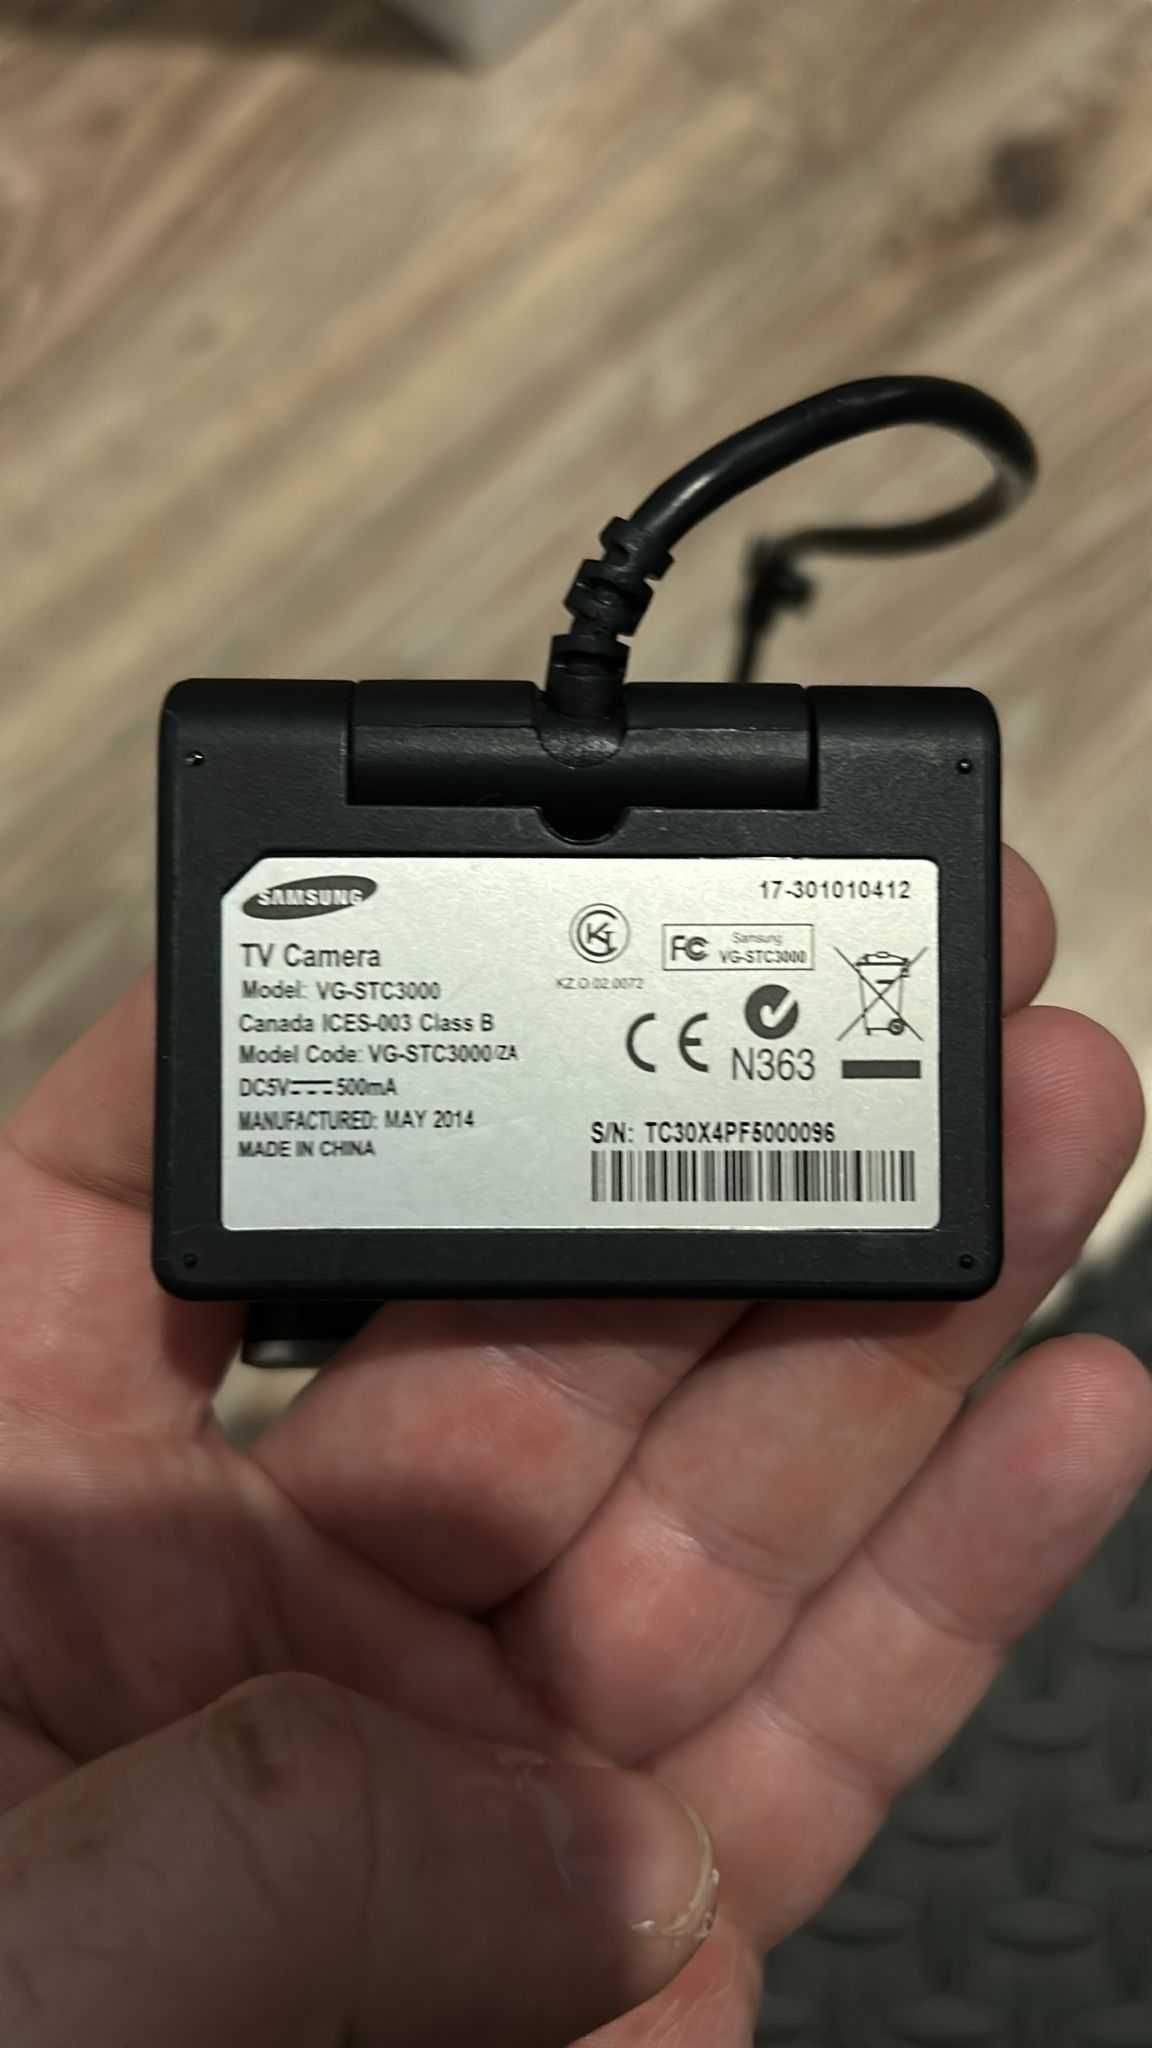 SAMSUNG
17-301010412
TV Camera
Model: VG-STC3000
Canada ICES-003 Class B
Model Code: VG-STC3000/ZA
DC5V 500mA
MANUFACTURED: MAY 2014
MADE IN CHINA
KZ.O.02.0072
FC Samsung
VG-STC3000
CE
N363
S/N: TC30X4PF5000096